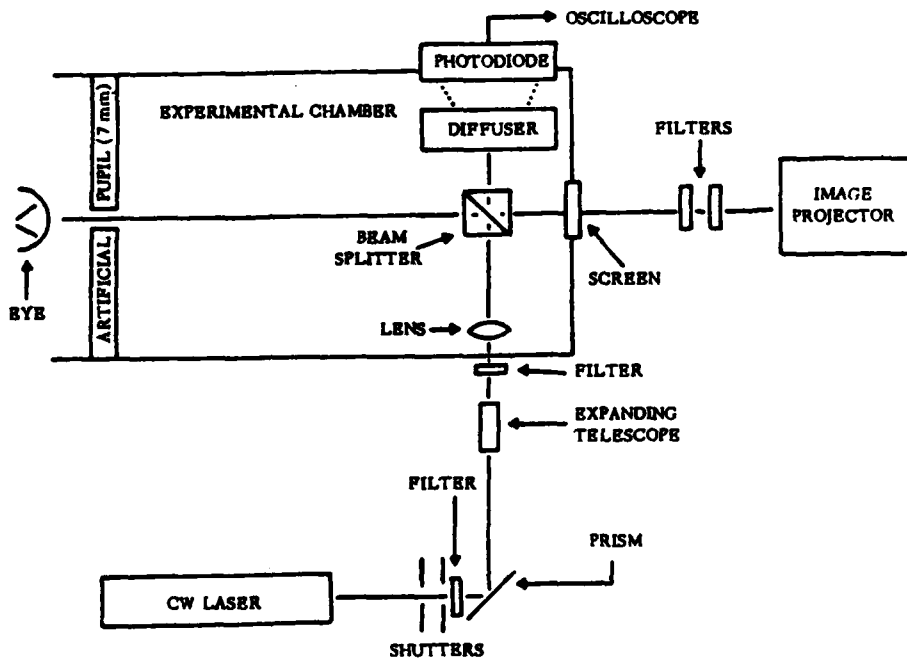 OSCILLOSCOPE
PHOTODIODE
EXPERIMENTAL CHAMBER
DIFFUSER
PUPIL (7 mm)
ARTIFICIAL
FILTERS
IMAGE
PROJECTOR
BEAM
SPLITTER
SCREEN
EYE
LENS
FILTER
EXPANDING
TELESCOPE
FILTER
PRISM
CW LASER
SHUTTERS